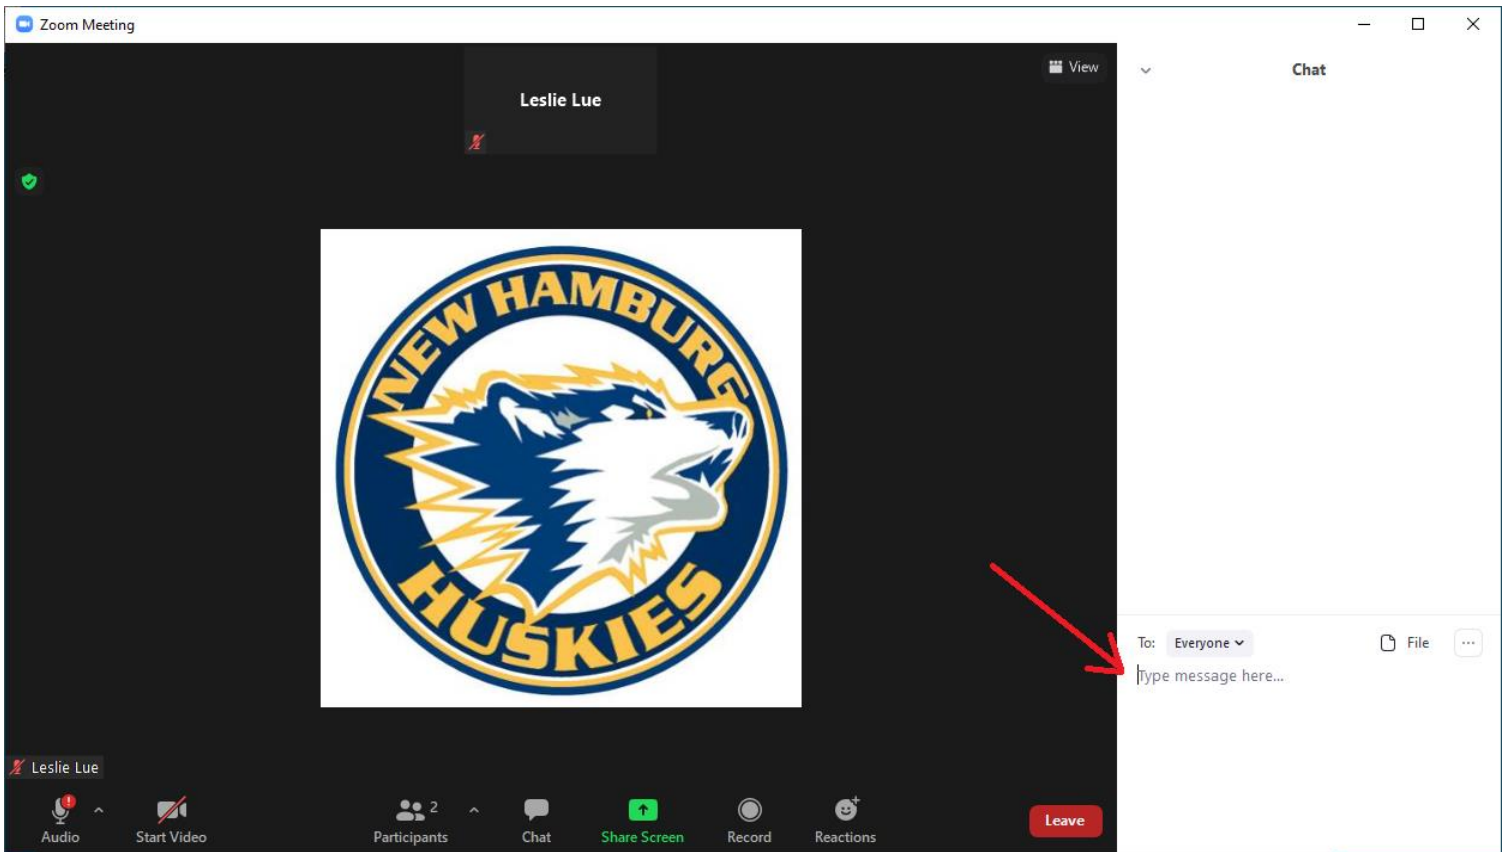 Zoom Meeting
Leslie Lue
View
Chat
NEW HAMBURG
HUSKIES
To: Everyone File ...
Type message here...
Leslie Lue
Audio Start Video Participants 2 Chat Share Screen Record Reactions Leave